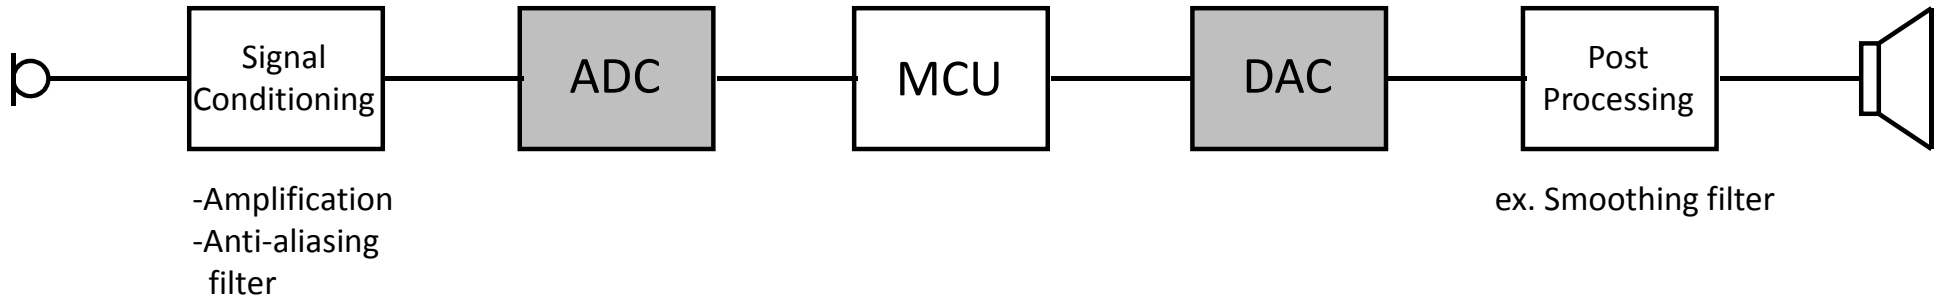 Signal
Conditioning
ADC
MCU
DAC
Post
Processing
-Amplification
-Anti-aliasing
filter
ex. Smoothing filter